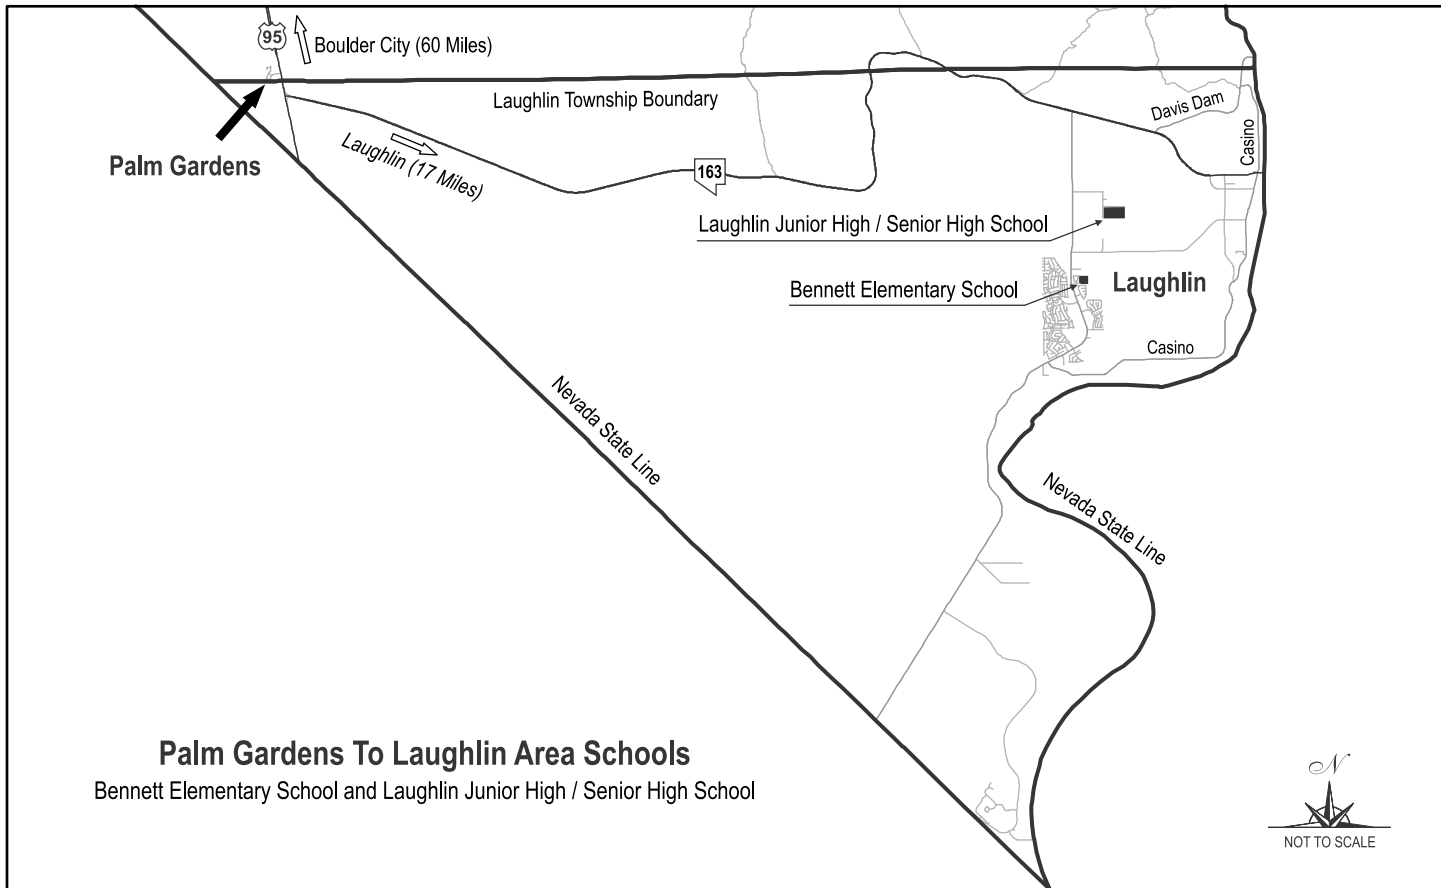 95
Boulder City (60 Miles)
Laughlin Township Boundary
Davis Dam
Casino
Palm Gardens
Laughlin (17 Miles)
163
Laughlin Junior High / Senior High School
Bennett Elementary School
Laughlin
Casino
Nevada State Line
Nevada State Line
Palm Gardens To Laughlin Area Schools
Bennett Elementary School and Laughlin Junior High / Senior High School
N
NOT TO SCALE